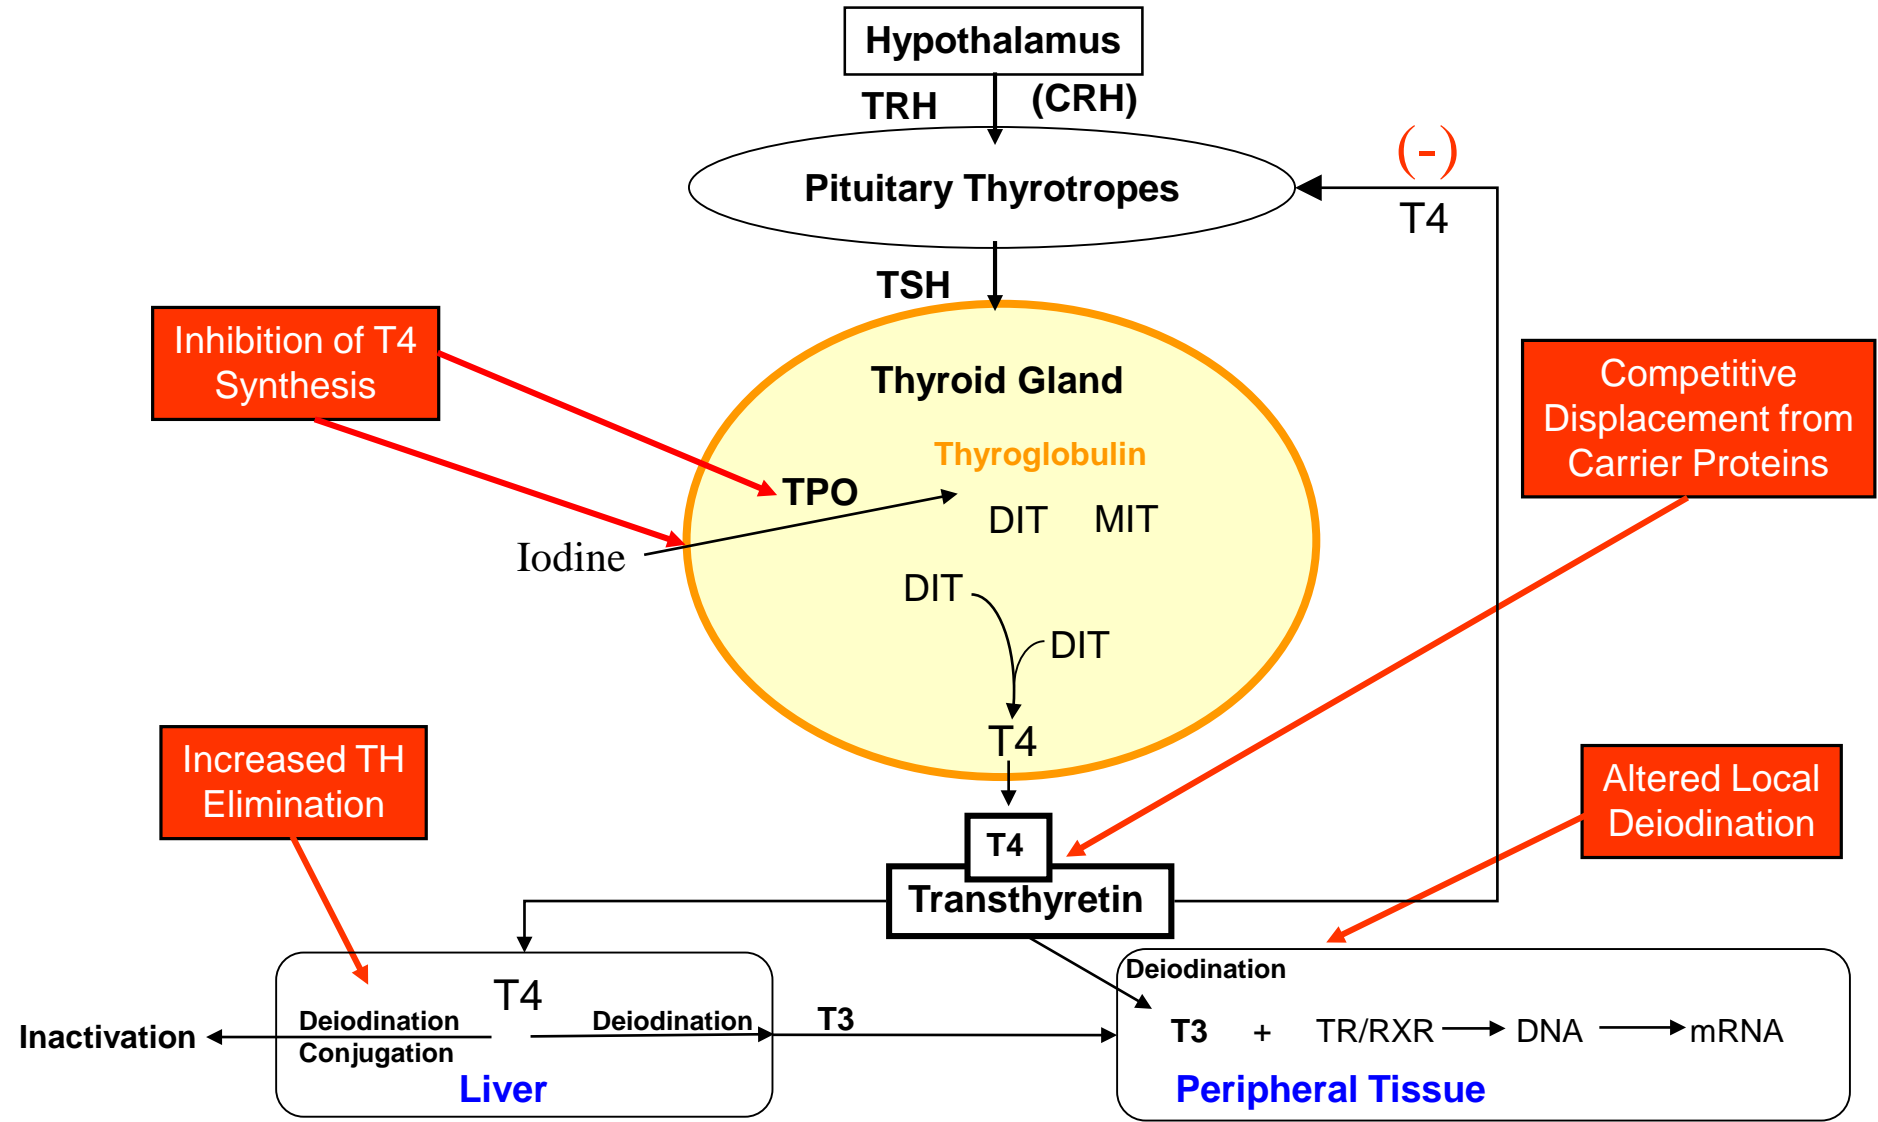 Hypothalamus
TRH
(CRH)
(-)
Pituitary Thyrotropes
T4
TSH
Inhibition of T4
Synthesis
Thyroid Gland
Competitive
Displacement from
Carrier Proteins
Thyroglobulin
TPO
DIT MIT
Iodine
DIT
DIT
T4
Increased TH
Elimination
Altered Local
Deiodination
T4
Transthyretin
Deiodination
T4
Inactivation
Deiodination
Conjugation
Deiodination
T3
T3 + TR/RXR DNA mRNA
Liver
Peripheral Tissue